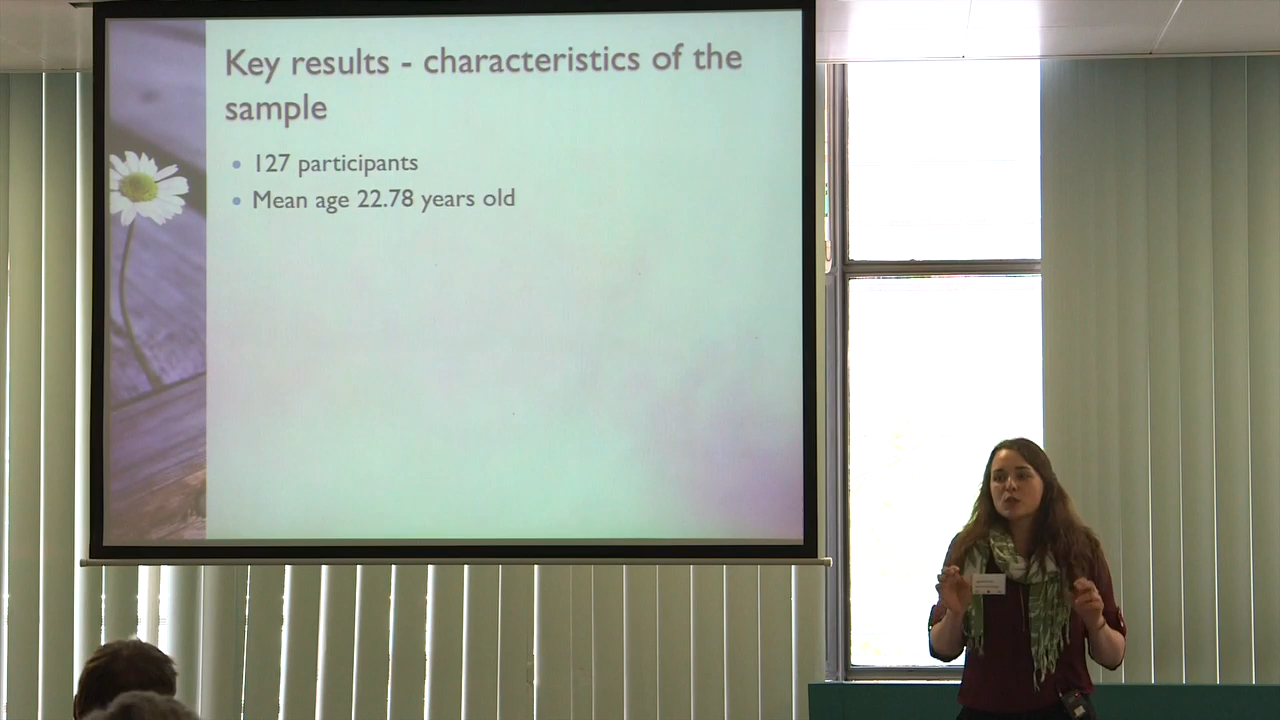 Key results - characteristics of the
sample
• 127 participants
• Mean age 22.78 years old